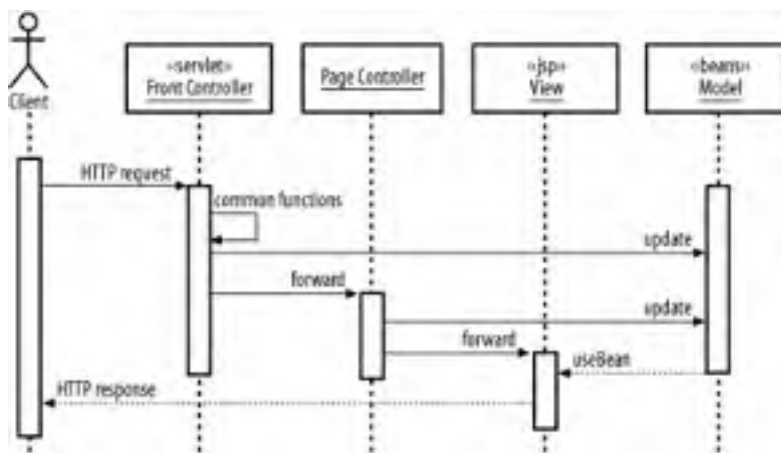 Client
«servlet»
Front Controller
Page Controller
«jsp»
View
«beans»
Model
HTTP request
common functions
update
forward
update
forward
useBean
HTTP response